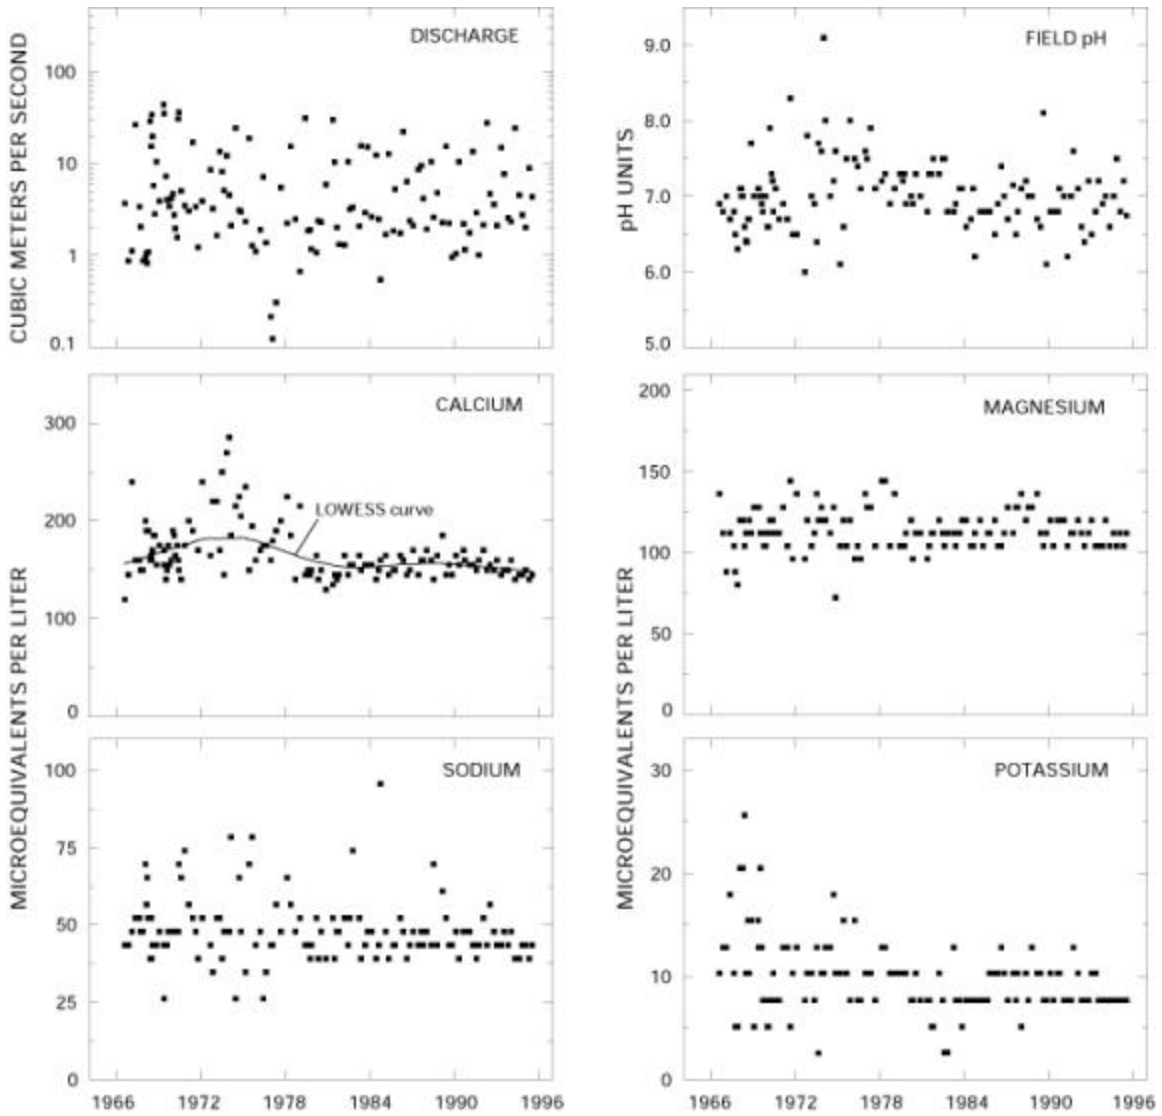 CUBIC METERS PER SECOND
DISCHARGE
100
10
1
0.1
pH UNITS
FIELD pH
9.0
8.0
7.0
6.0
5.0
MICROEQUIVALENTS PER LITER
CALCIUM
300
200
100
0
LOWESS curve
MICROEQUIVALENTS PER LITER
MAGNESIUM
200
150
100
50
0
SODIUM
100
75
50
25
0
1966 1972 1978 1984 1990 1996
POTASSIUM
30
20
10
0
1966 1972 1978 1984 1990 1996